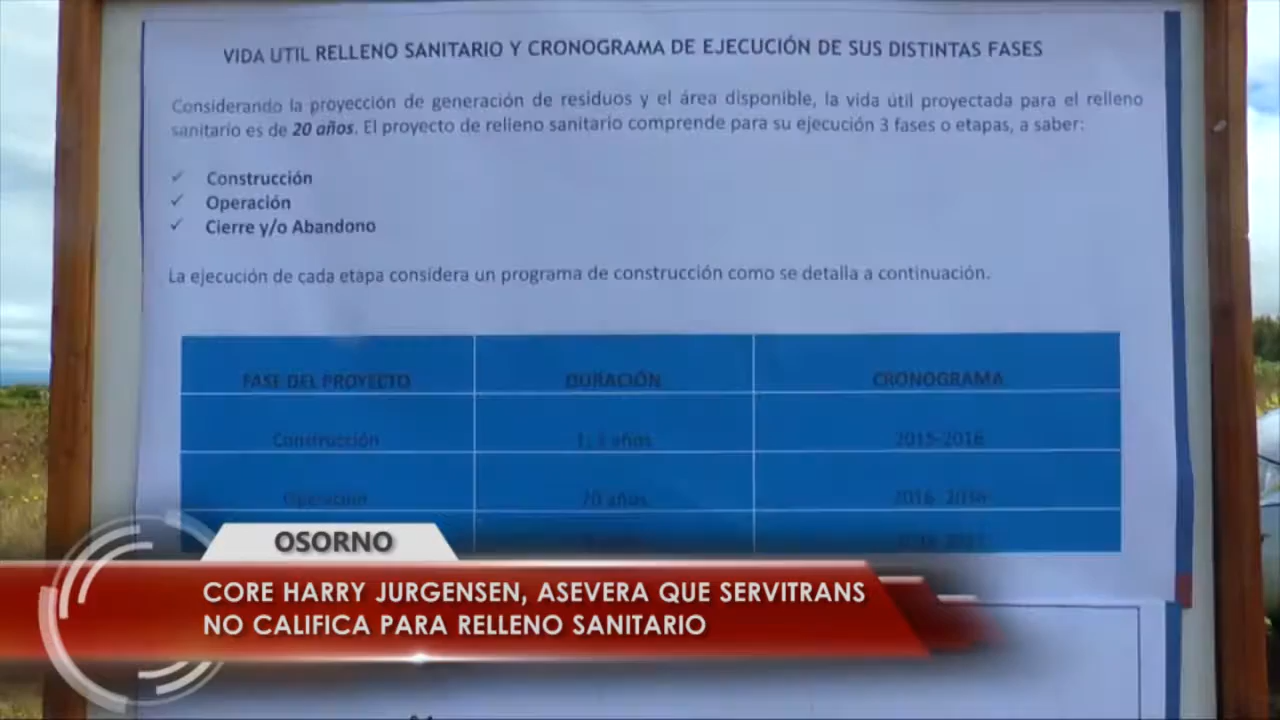 VIDA UTIL RELLENO SANITARIO Y CRONOGRAMA DE EJECUCIÓN DE SUS DISTINTAS FASES
Considerando la proyección de generación de residuos y el área disponible, la vida útil proyectada para el relleno
sanitario es de 20 años. El proyecto de relleno sanitario comprende para su ejecución 3 fases o etapas, a saber:
✓ Construcción
✓ Operación
✓ Cierre y/o Abandono
La ejecución de cada etapa considera un programa de construcción como se detalla a continuación.
FASE DEL PROYECTO DURACIÓN CRONOGRAMA
Construcción años 2015-2016
Operación 20 años 2016-2036
OSORNO
CORE HARRY JURGENSEN, ASEVERA QUE SERVITRANS
NO CALIFICA PARA RELLENO SANITARIO